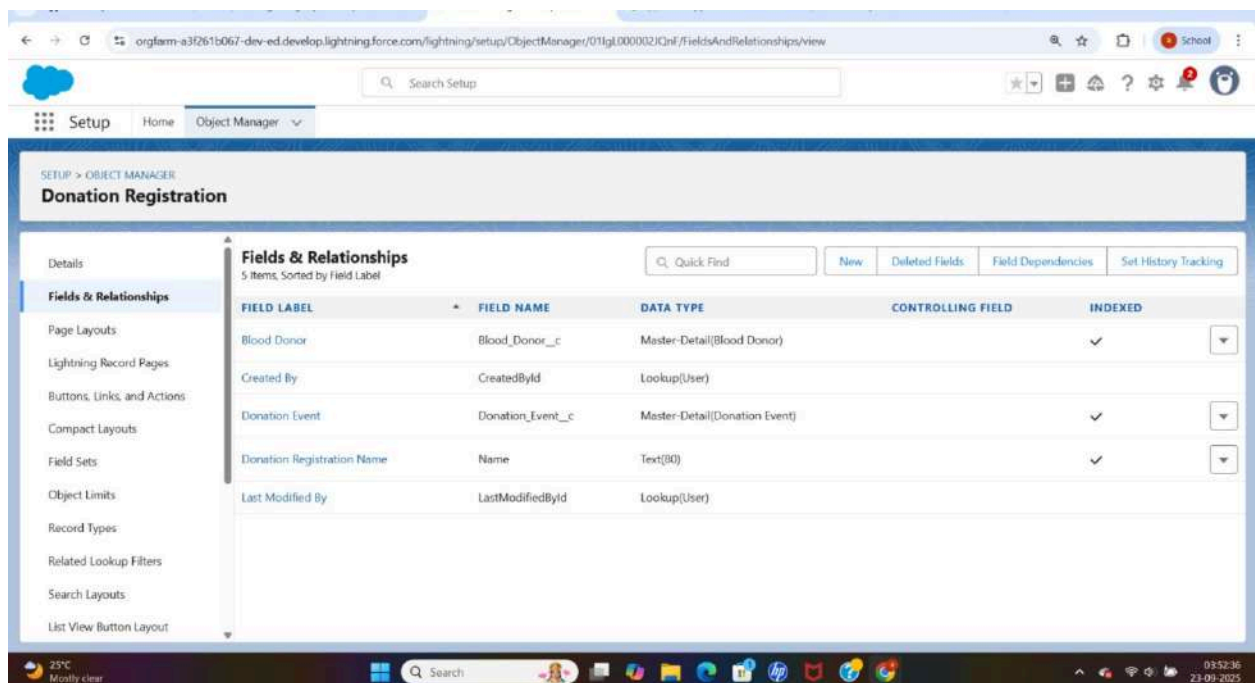 orgfarm-a3f261b067-dev-ed.develop.lightning.force.com/lightning/setup/ObjectManager/01IgL000002JQnF/FieldsAndRelationships/view
School
Search Setup
2
Setup Home Object Manager
SETUP > OBJECT MANAGER
Donation Registration
Details
Fields & Relationships
Page Layouts
Lightning Record Pages
Buttons, Links, and Actions
Compact Layouts
Field Sets
Object Limits
Record Types
Related Lookup Filters
Search Layouts
List View Button Layout
Fields & Relationships
5 Items, Sorted by Field Label
Quick Find
New
Deleted Fields
Field Dependencies
Set History Tracking
FIELD LABEL FIELD NAME DATA TYPE CONTROLLING FIELD INDEXED
Blood Donor Blood_Donor__c Master-Detail(Blood Donor)
Created By CreatedById Lookup(User)
Donation Event Donation_Event__c Master-Detail(Donation Event)
Donation Registration Name Name Text(80)
Last Modified By LastModifiedById Lookup(User)
25°C
Mostly clear
Search
hp
03:52:36
23-09-2025